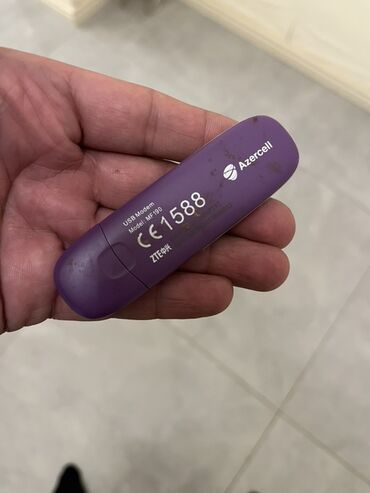 Azercell
USB Modem
Model: MF190
CE1588
ZTE中兴